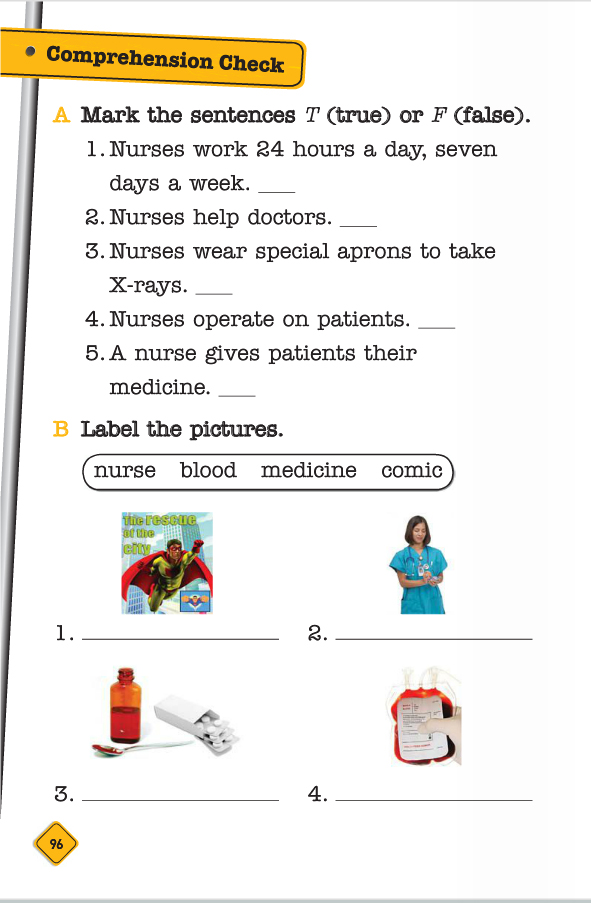 • Comprehension Check
A Mark the sentences T (true) or F (false).
1. Nurses work 24 hours a day, seven
days a week. ___
2. Nurses help doctors. ___
3. Nurses wear special aprons to take
X-rays. ___
4. Nurses operate on patients. ___
5. A nurse gives patients their
medicine. ___
B Label the pictures.
nurse blood medicine comic
The rescue
of the
city
1. ___
2. ___
3. ___
4. ___
96